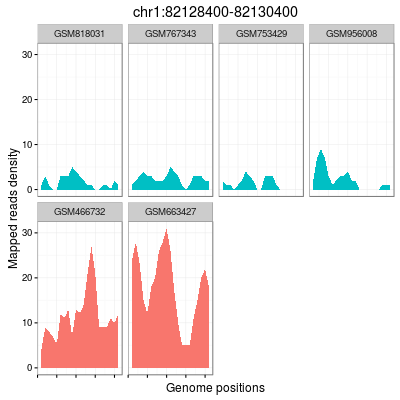 chr1:82128400-82130400
GSM818031 GSM767343 GSM753429 GSM956008
30
20
10
0
Mapped reads density
GSM466732 GSM663427
30
20
10
0
Genome positions